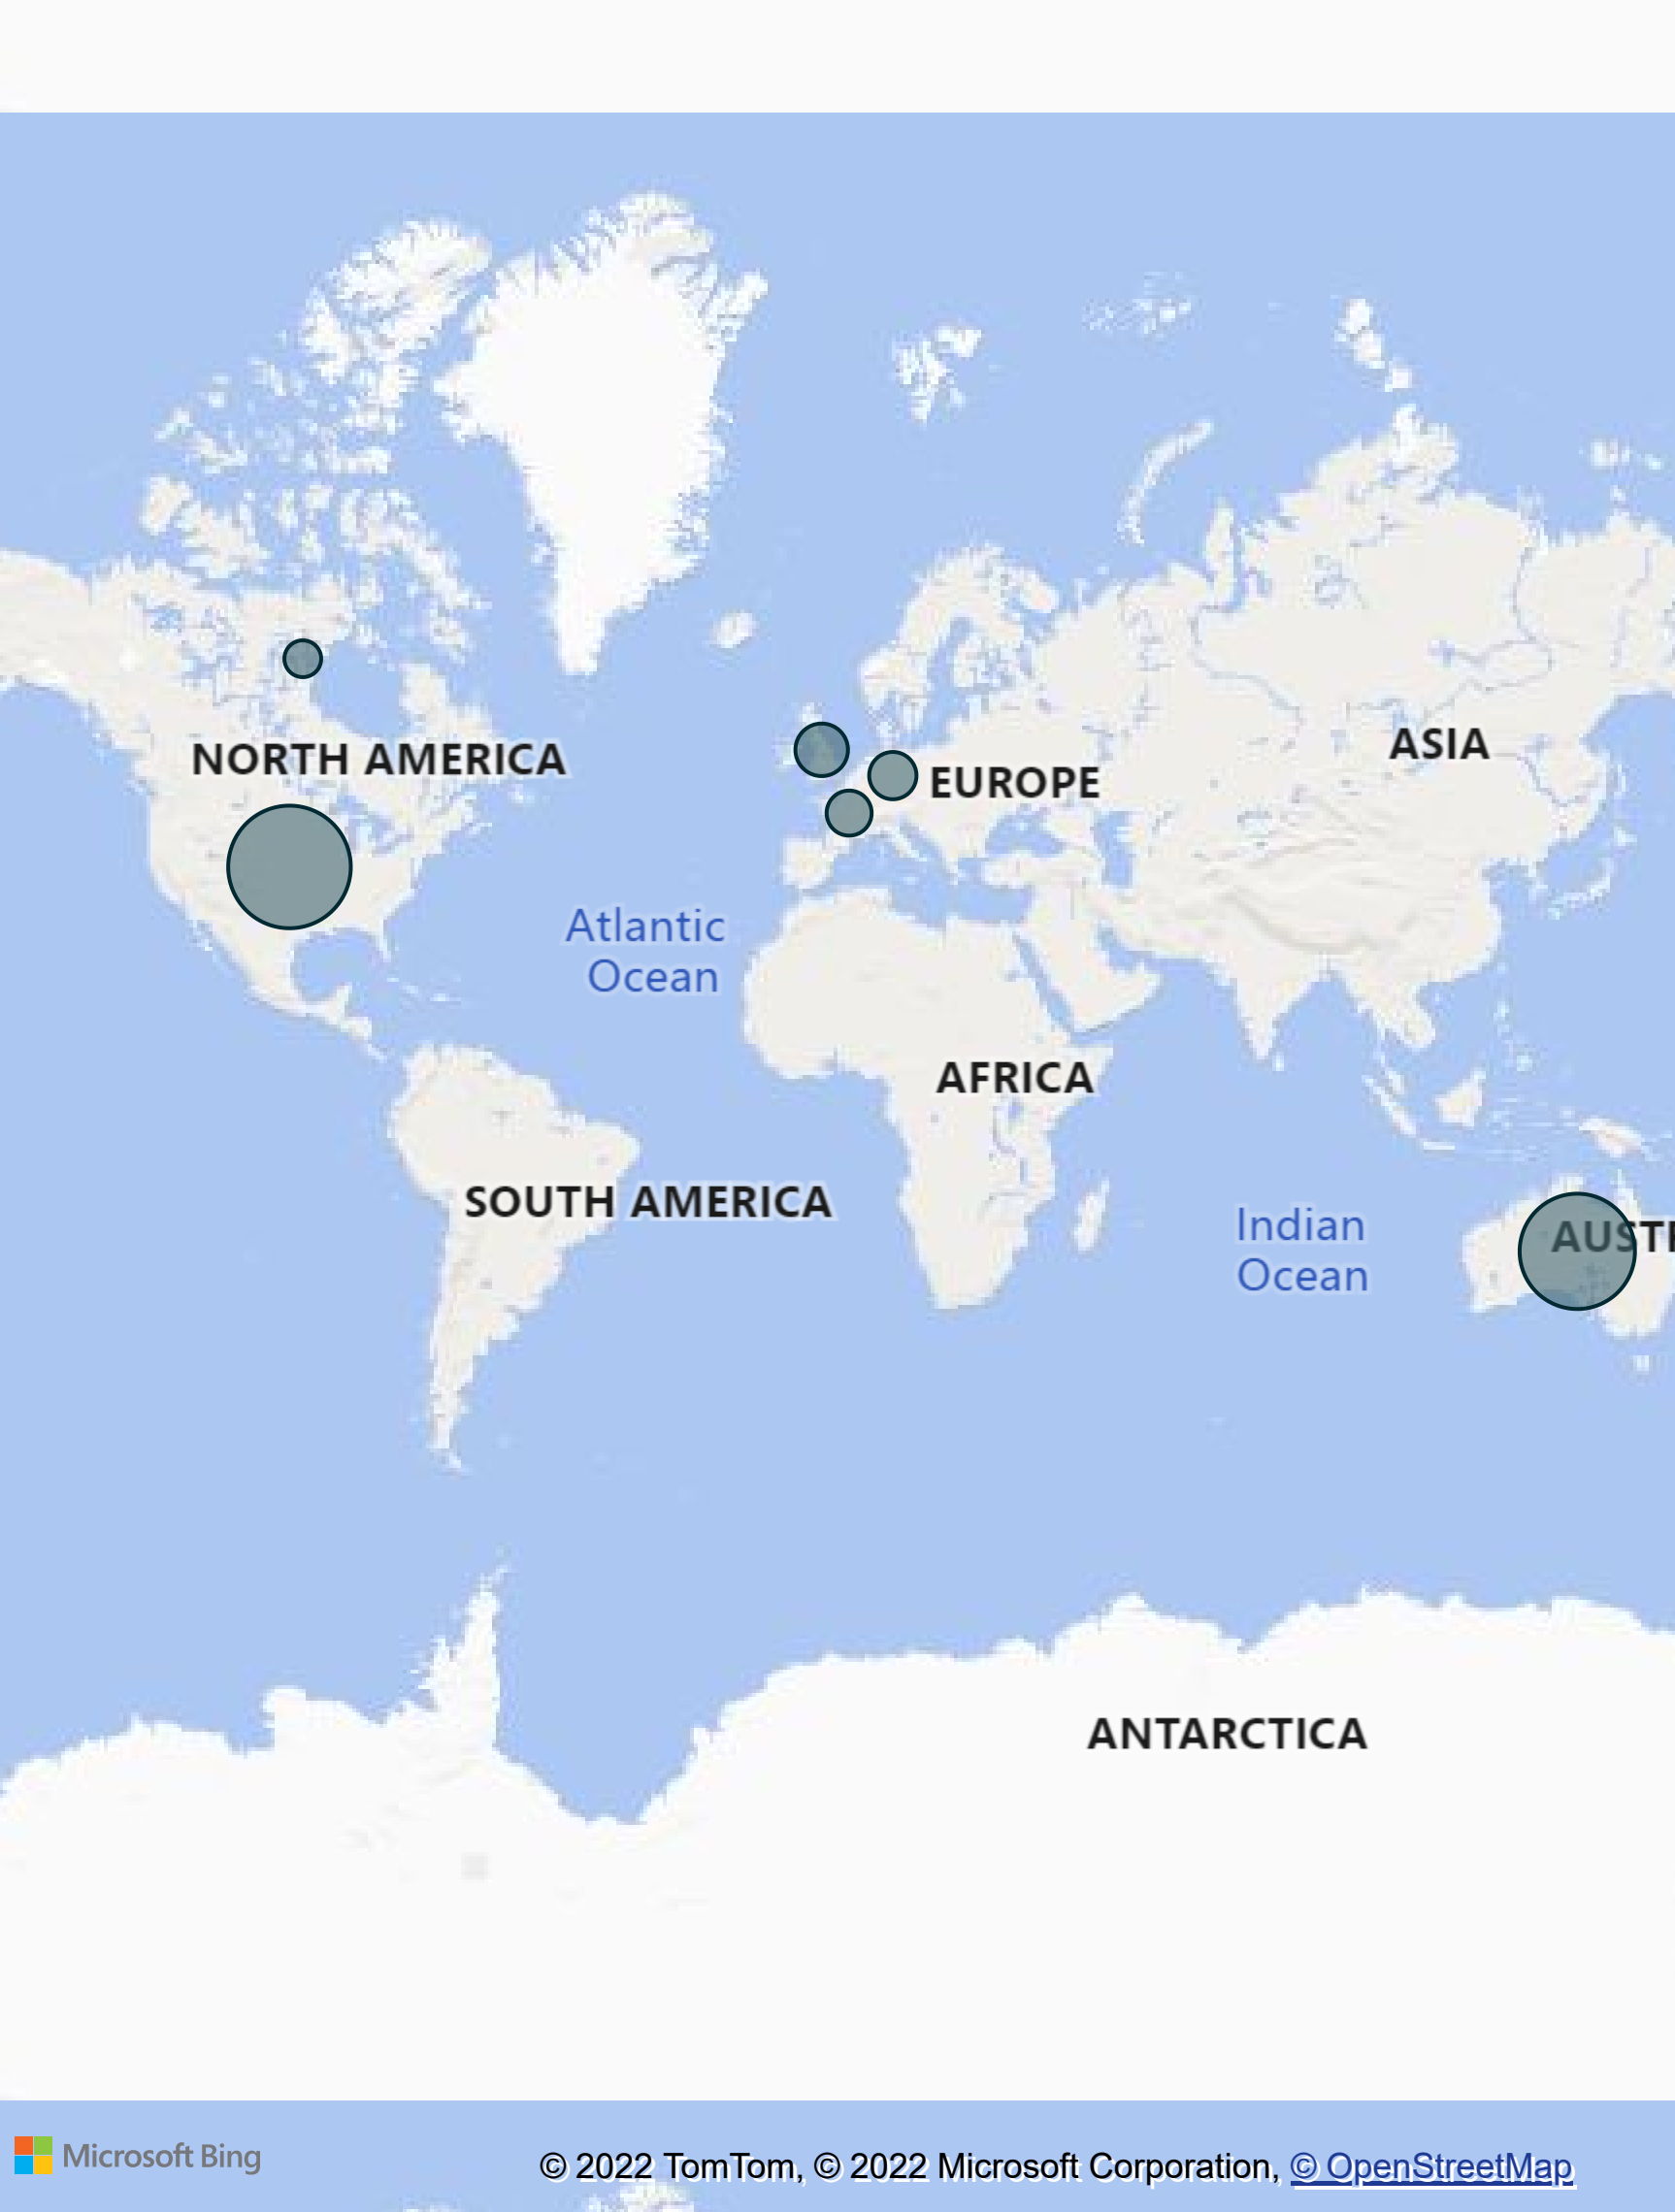 NORTH AMERICA
ASIA
EUROPE
Atlantic
Ocean
AFRICA
SOUTH AMERICA
Indian
Ocean
AUSTR
ANTARCTICA
Microsoft Bing
© 2022 TomTom, © 2022 Microsoft Corporation, © OpenStreetMap